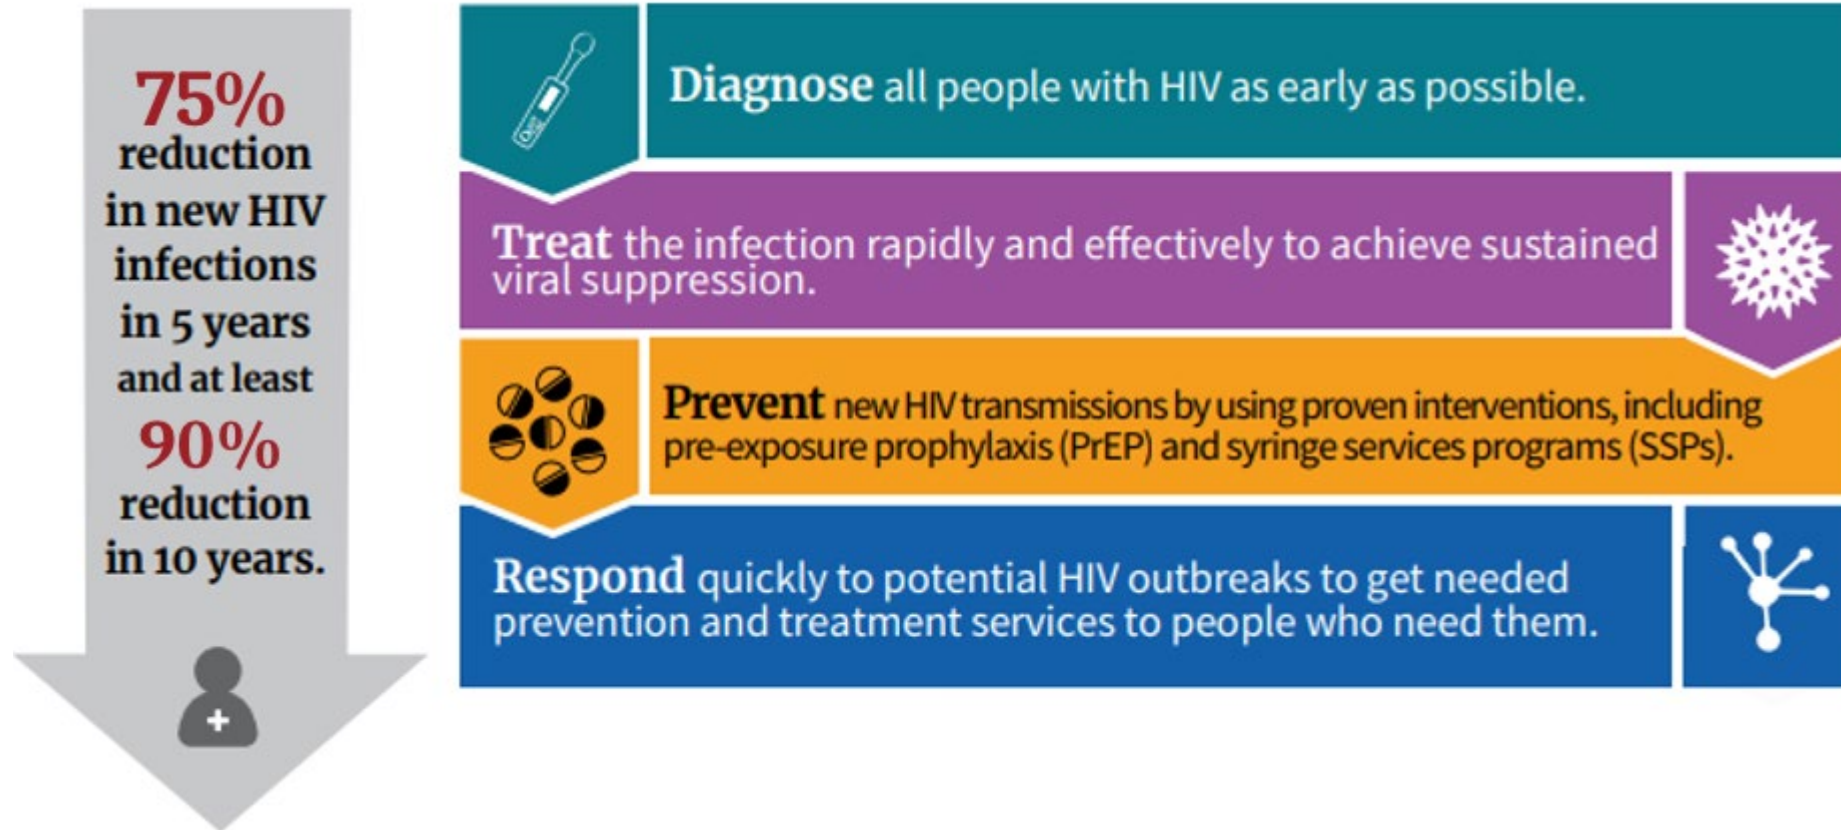 75%
reduction
in new HIV
infections
in 5 years
and at least
90%
reduction
in 10 years.
Diagnose all people with HIV as early as possible.
Treat the infection rapidly and effectively to achieve sustained
viral suppression.
Prevent new HIV transmissions by using proven interventions, including
pre-exposure prophylaxis (PrEP) and syringe services programs (SSPs).
Respond quickly to potential HIV outbreaks to get needed
prevention and treatment services to people who need them.